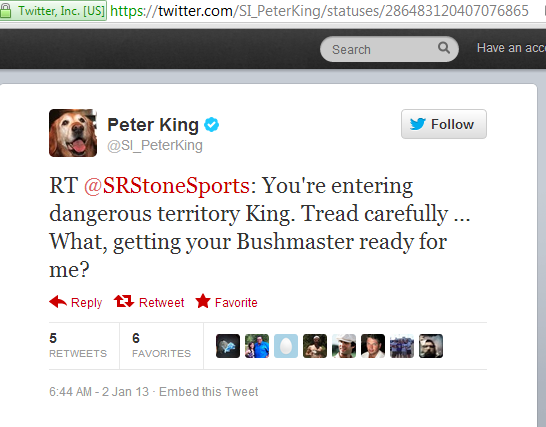 Twitter, Inc. [US] https://twitter.com/SI_PeterKing/statuses/286483120407076865
Search
Have an acco
Peter King
@SI_PeterKing
Follow
RT @SRStoneSports: You're entering
dangerous territory King. Tread carefully ...
What, getting your Bushmaster ready for
me?
Reply Retweet Favorite
5 6
RETWEETS FAVORITES
6:44 AM - 2 Jan 13 · Embed this Tweet